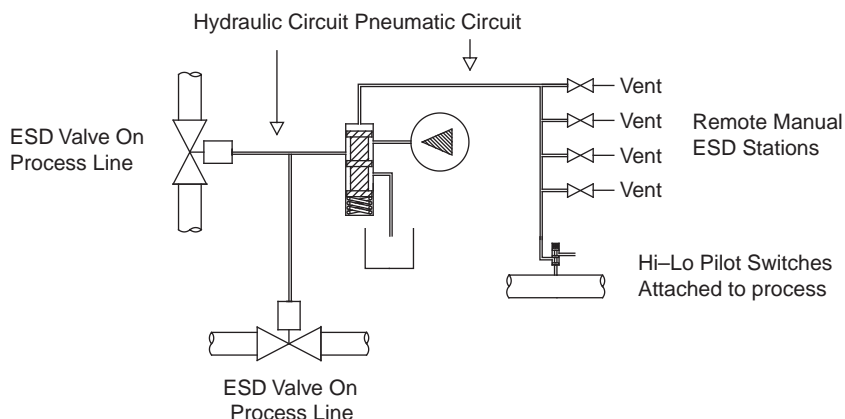 Hydraulic Circuit Pneumatic Circuit
Vent
ESD Valve On
Process Line
Vent
Remote Manual
ESD Stations
Vent
Vent
Hi–Lo Pilot Switches
Attached to process
ESD Valve On
Process Line